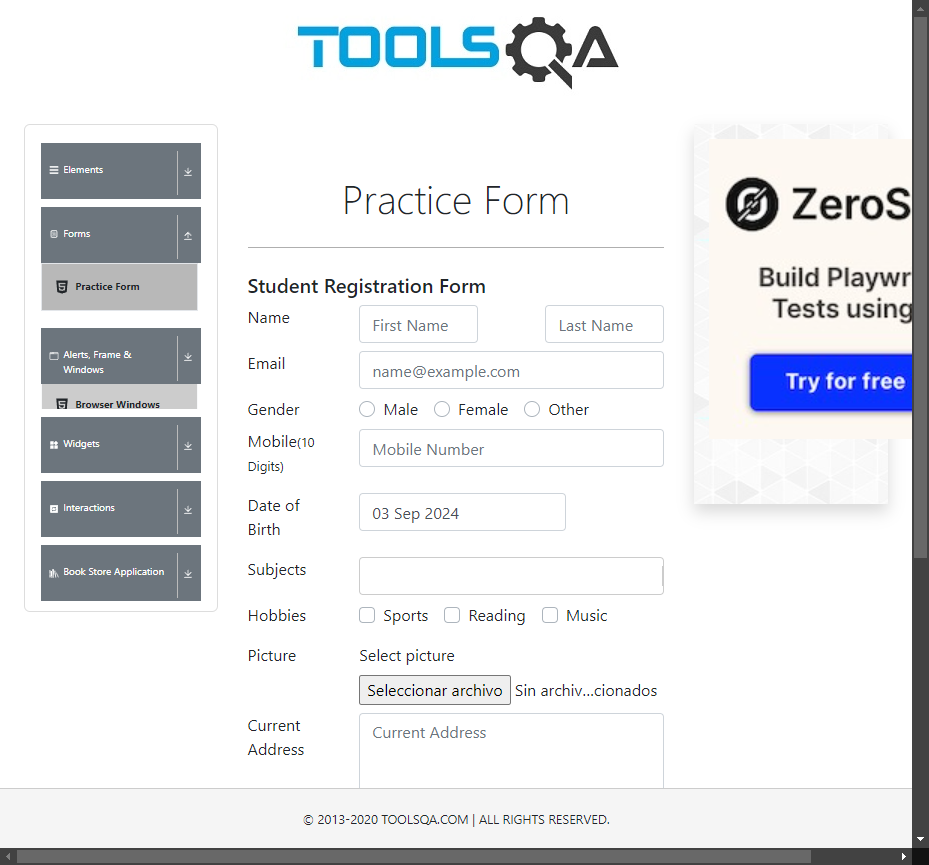 TOOLSQA
Elements
Forms
Practice Form
Alerts, Frame &
Windows
Browser Windows
Widgets
Interactions
Book Store Application
Practice Form
Student Registration Form
Name
First Name
Last Name
Email
name@example.com
Gender
Male
Female
Other
Mobile(10
Digits)
Mobile Number
Date of
Birth
03 Sep 2024
Subjects
Hobbies
Sports
Reading
Music
Picture
Select picture
Seleccionar archivo
Sin archiv...cionados
Current
Address
Current Address
ZeroS
Build Playwr
Tests using
Try for free
© 2013-2020 TOOLSQA.COM | ALL RIGHTS RESERVED.